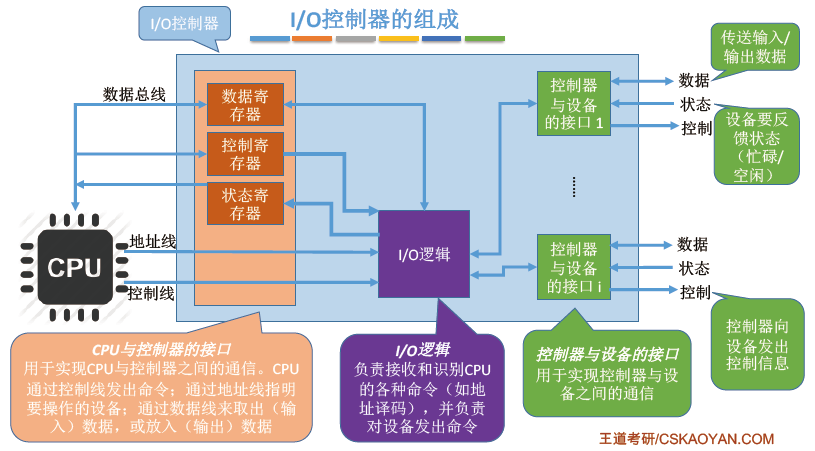 I/O控制器
I/O控制器的组成
传送输入/
输出数据
数据总线
数据寄
存器
控制寄
存器
状态寄
存器
控制器
与设备
的接口 1
数据
状态
控制
设备要反
馈状态
（忙碌/
空闲）
......
CPU
地址线
控制线
I/O逻辑
控制器
与设备
的接口 i
数据
状态
控制
控制器向
设备发出
控制信息
CPU与控制器的接口
用于实现CPU与控制器之间的通信。CPU
通过控制线发出命令；通过地址线指明
要操作的设备；通过数据线来取出（输
入）数据，或放入（输出）数据
I/O逻辑
负责接收和识别CPU
的各种命令（如地
址译码），并负责
对设备发出命令
控制器与设备的接口
用于实现控制器与设
备之间的通信
王道考研/CSKAOYAN.COM